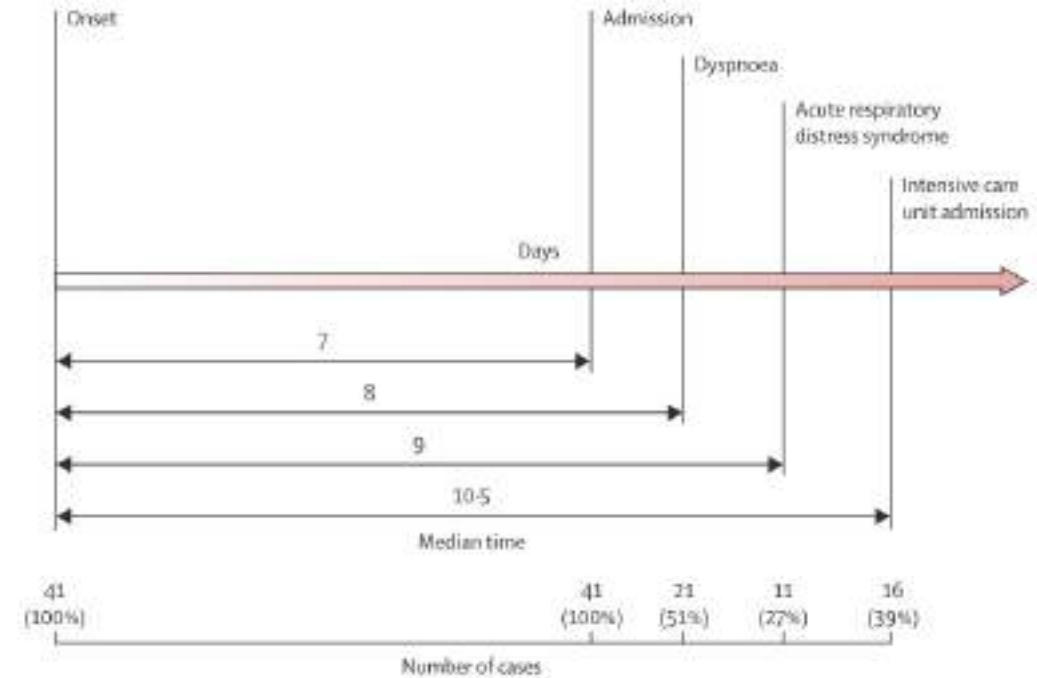 Onset
Admission
Dyspnoea
Acute respiratory
distress syndrome
Intensive care
unit admission
Days
7
8
9
10·5
Median time
41
(100%)
41
(100%)
21
(51%)
11
(27%)
16
(39%)
Number of cases